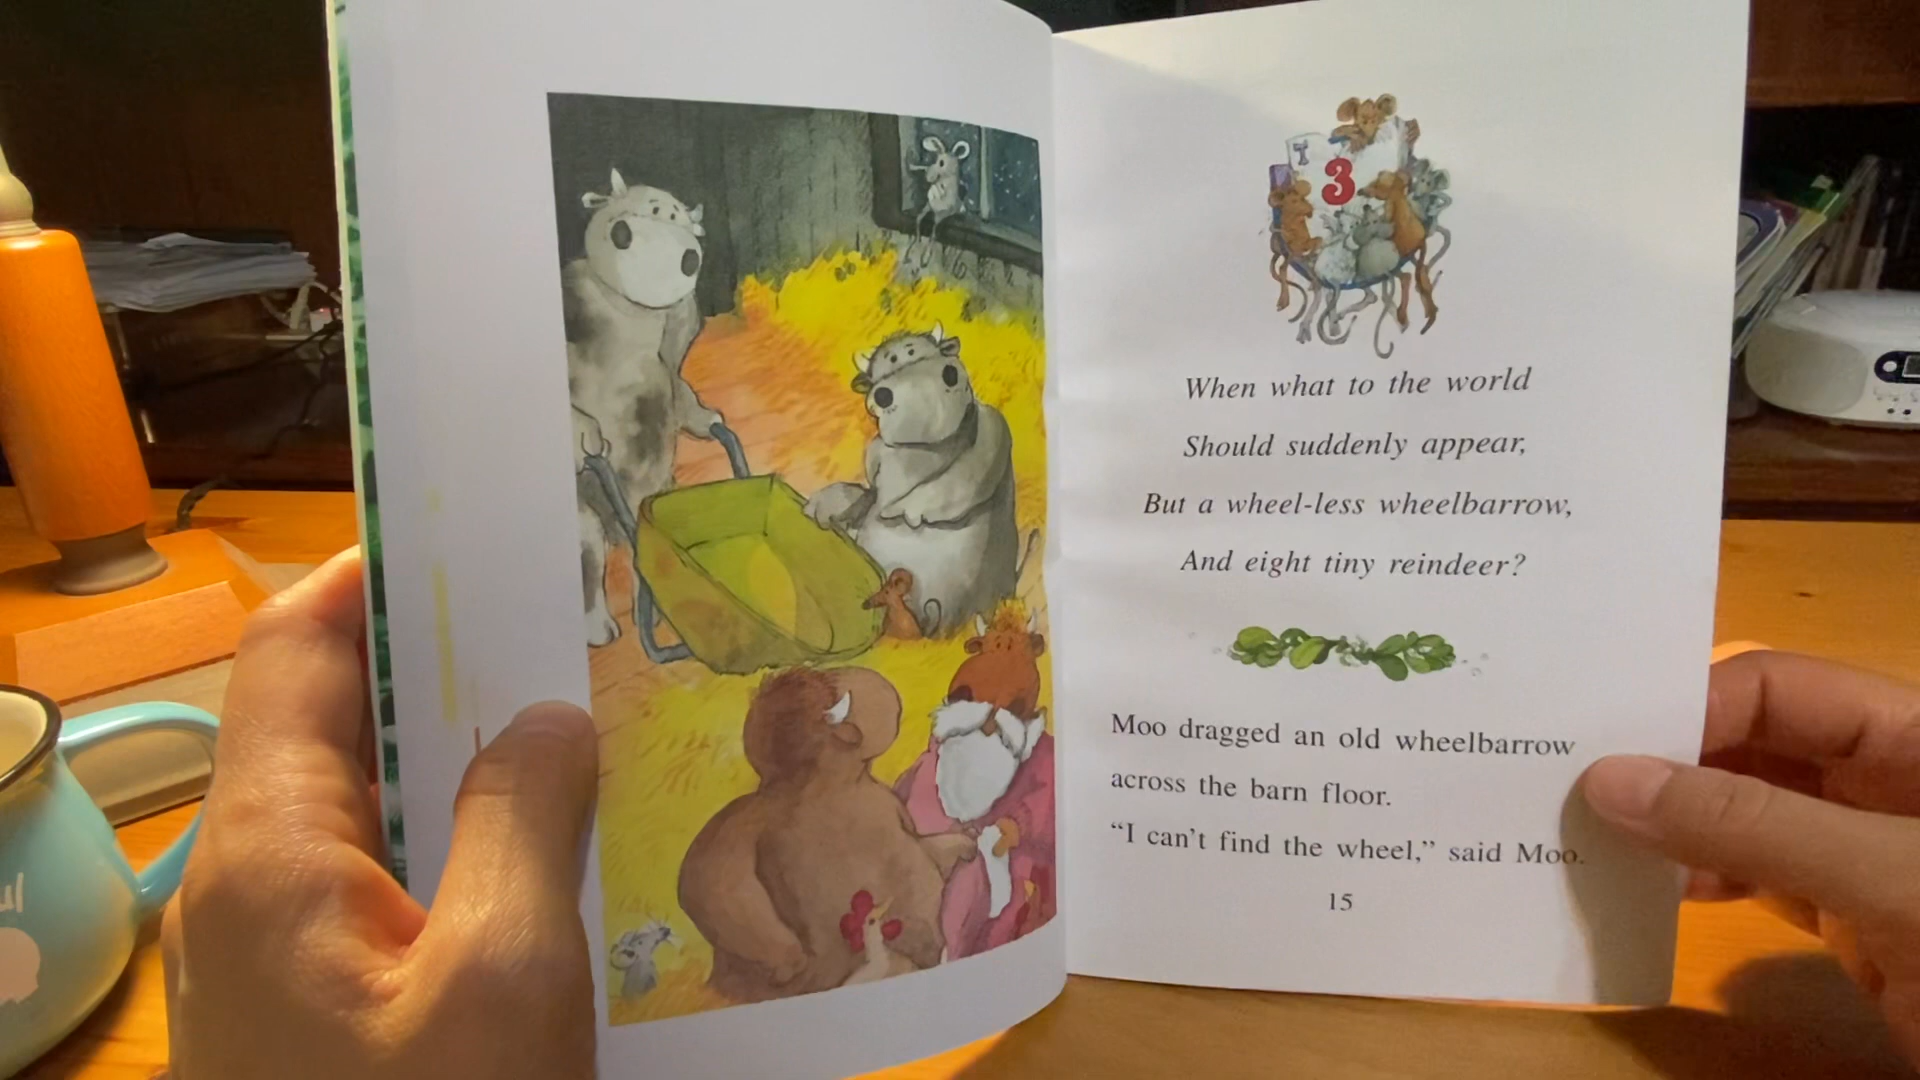 T
3
When what to the world
Should suddenly appear,
But a wheel-less wheelbarrow,
And eight tiny reindeer?
Moo dragged an old wheelbarrow
across the barn floor.
“I can’t find the wheel,” said Moo.
15
ul